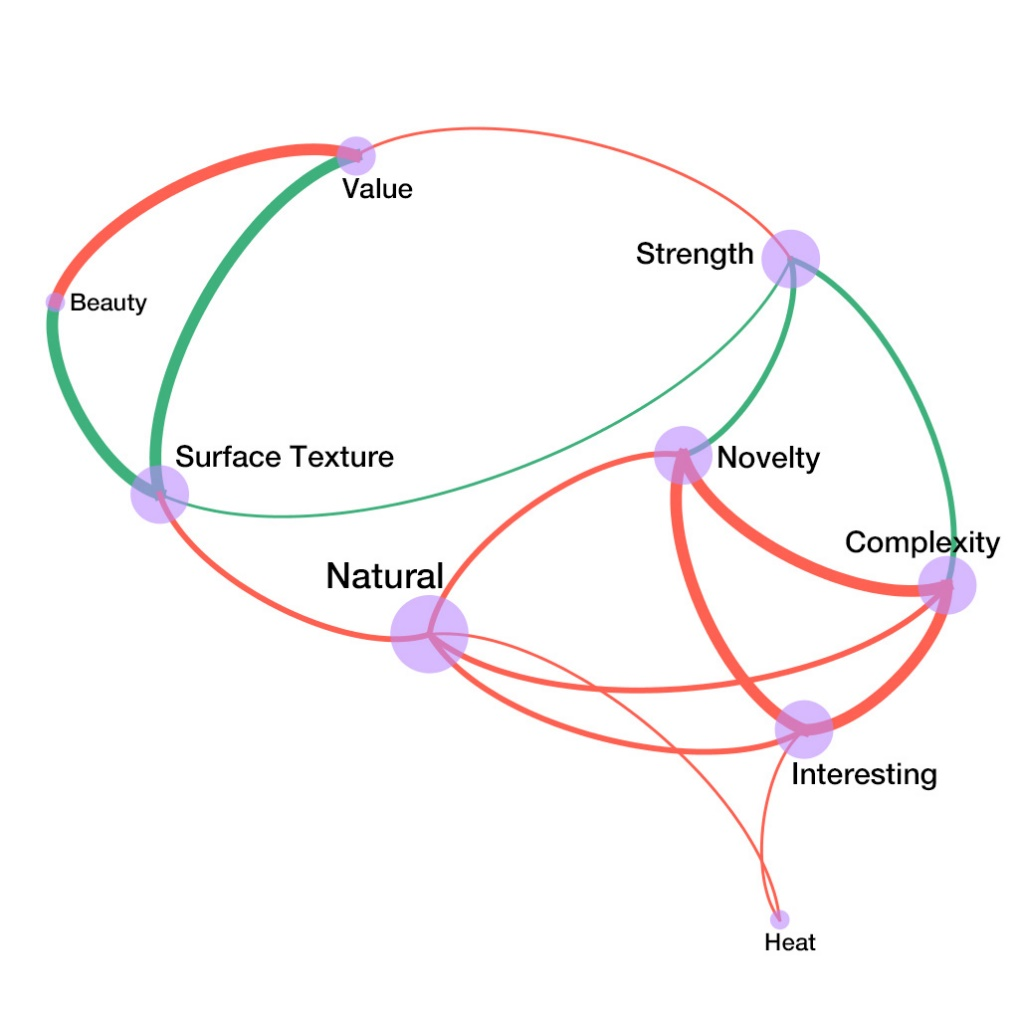 Value
Strength
Beauty
Surface Texture
Novelty
Complexity
Natural
Interesting
Heat